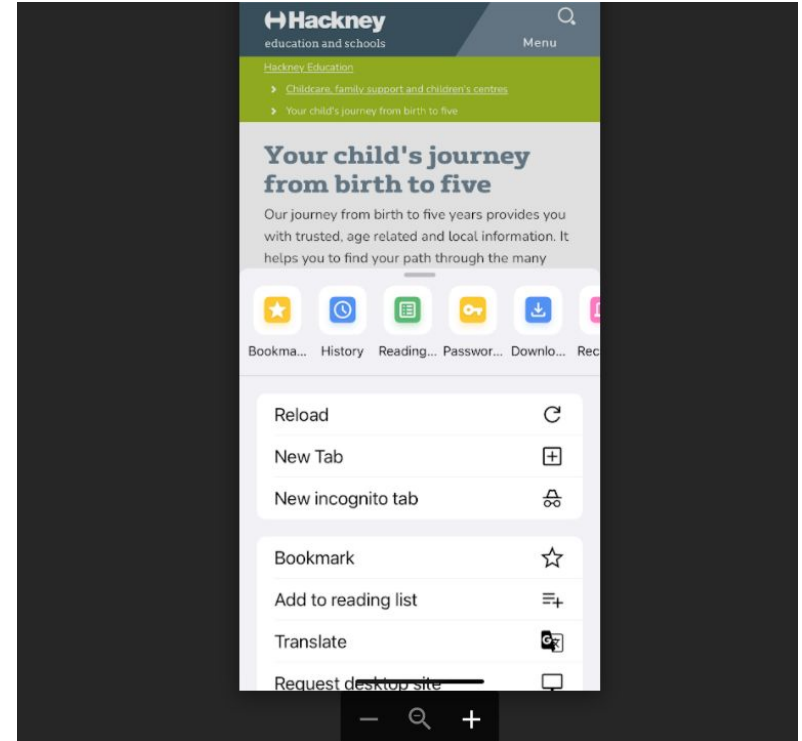 Hackney
education and schools
Menu
Hackney Education
Childcare, family support and children's centres
Your child's journey from birth to five
Your child's journey
from birth to five
Our journey from birth to five years provides you
with trusted, age related and local information. It
helps you to find your path through the many
Bookma... History Reading... Passwor... Downlo... Rec
Reload
New Tab
New incognito tab
Bookmark
Add to reading list
Translate
Request desktop site